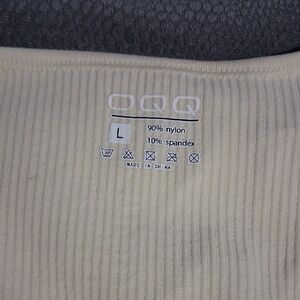 OQQ
L
90% nylon
10% spandex
MADE IN CHINA